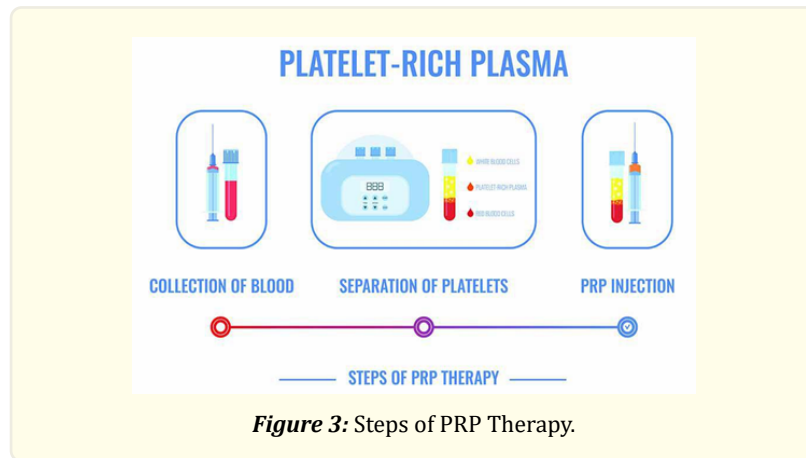 PLATELET-RICH PLASMA
888
WHITE BLOOD CELLS
PLATELET-RICH PLASMA
RED BLOOD CELLS
COLLECTION OF BLOOD
SEPARATION OF PLATELETS
PRP INJECTION
STEPS OF PRP THERAPY
Figure 3: Steps of PRP Therapy.